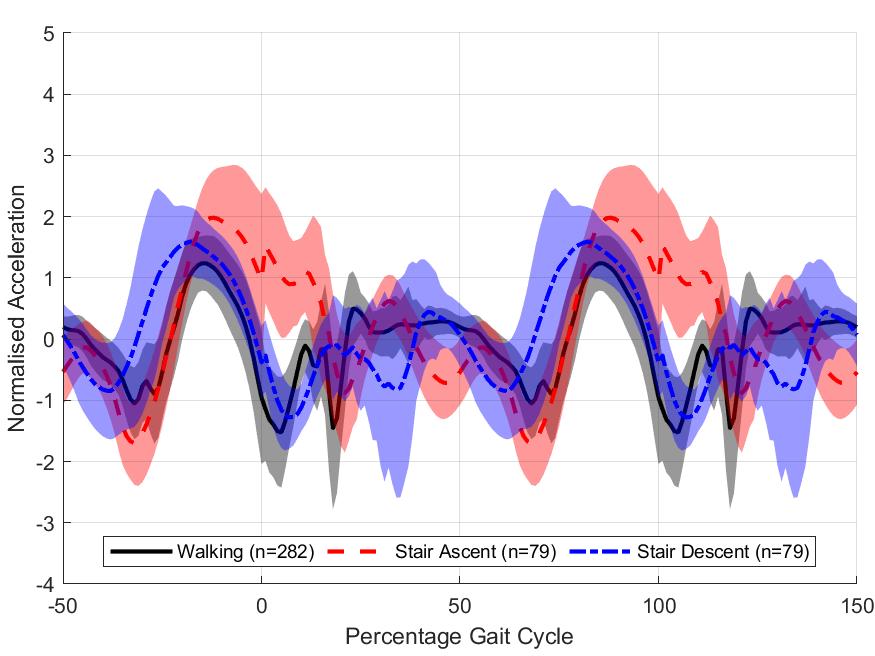 5
4
3
2
1
0
-1
-2
-3
-4
Normalised Acceleration
Walking (n=282) Stair Ascent (n=79) Stair Descent (n=79)
-50 0 50 100 150
Percentage Gait Cycle